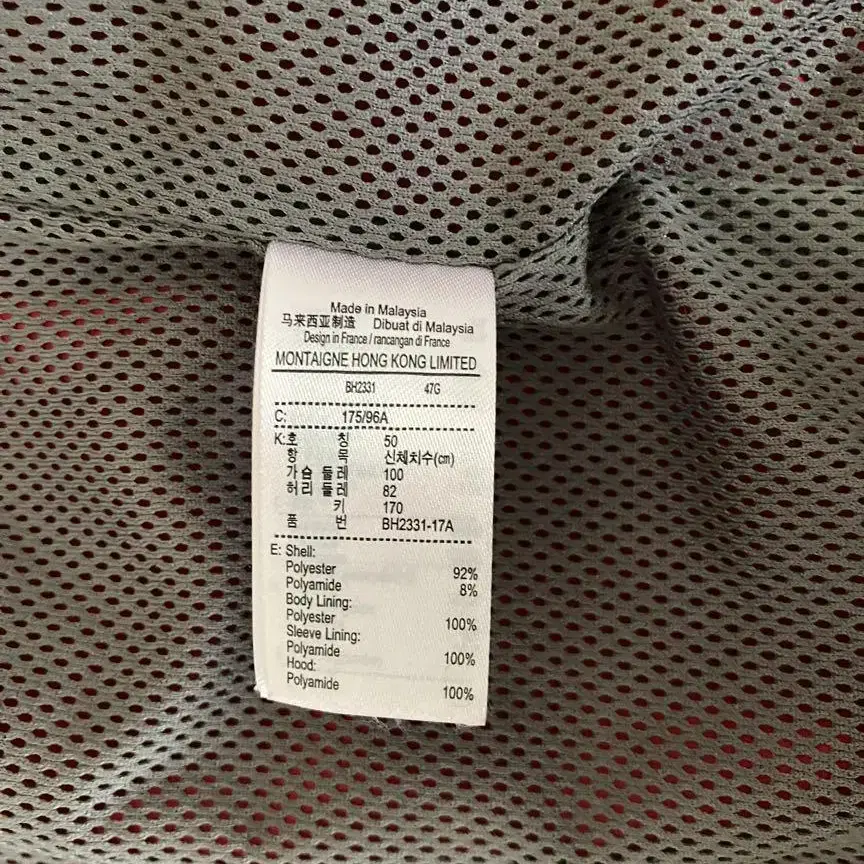 Made in Malaysia
马来西亚制造 Dibuat di Malaysia
Design in France / rancangan di France
MONTAIGNE HONG KONG LIMITED
BH2331 47G
C: 175/96A
K:호 칭 50
항 목 신체치수(cm)
가슴 둘레 100
허리 둘레 82
키 170
품 번 BH2331-17A
E: Shell:
Polyester 92%
Polyamide 8%
Body Lining:
Polyester 100%
Sleeve Lining:
Polyamide 100%
Hood:
Polyamide 100%